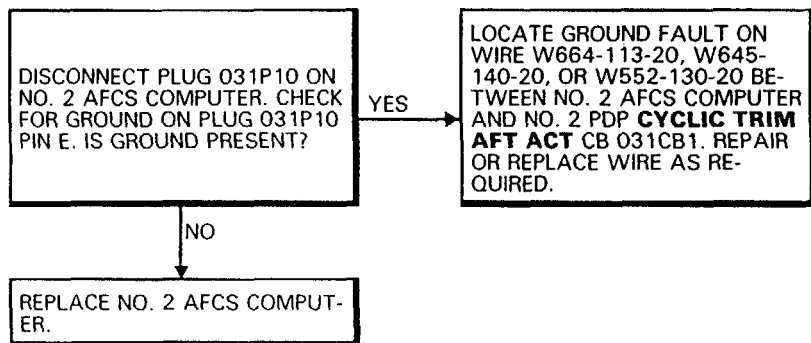 DISCONNECT PLUG 031P10 ON
NO. 2 AFCS COMPUTER. CHECK
FOR GROUND ON PLUG 031P10
PIN E. IS GROUND PRESENT?
YES
LOCATE GROUND FAULT ON
WIRE W664-113-20, W645-
140-20, OR W552-130-20 BE-
TWEEN NO. 2 AFCS COMPUTER
AND NO. 2 PDP CYCLIC TRIM
AFT ACT CB 031CB1. REPAIR
OR REPLACE WIRE AS RE-
QUIRED.
NO
REPLACE NO. 2 AFCS COMPUT-
ER.